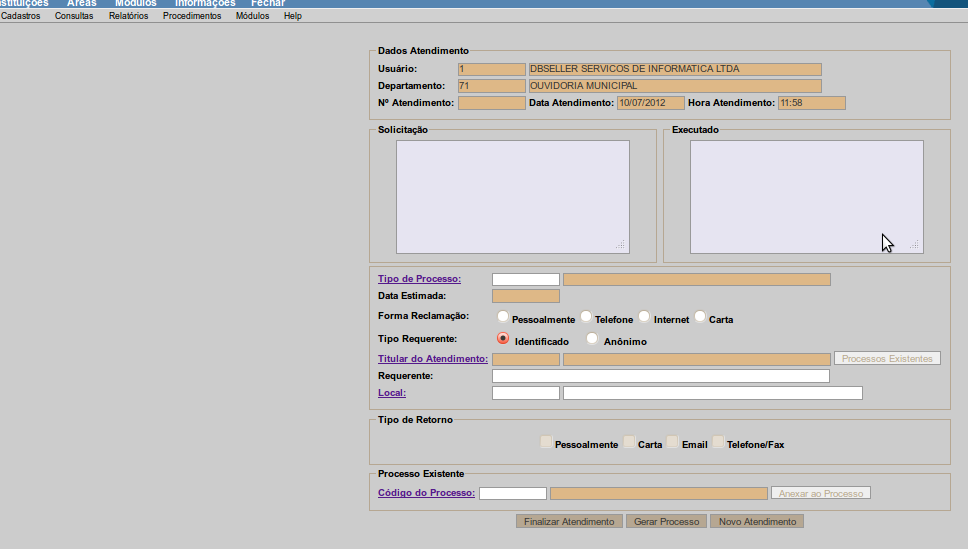 nstituições Áreas Módulos Informações Fechar
Cadastros Consultas Relatórios Procedimentos Módulos Help
Dados Atendimento
Usuário: 1 DBSELLER SERVICOS DE INFORMATICA LTDA
Departamento: 71 OUVIDORIA MUNICIPAL
Nº Atendimento: Data Atendimento: 10/07/2012 Hora Atendimento: 11:58
Solicitação Executado
Tipo de Processo:
Data Estimada:
Forma Reclamação: Pessoalmente Telefone Internet Carta
Tipo Requerente: Identificado Anônimo
Titular do Atendimento: Processos Existentes
Requerente:
Local:
Tipo de Retorno
Pessoalmente Carta Email Telefone/Fax
Processo Existente
Código do Processo: Anexar ao Processo
Finalizar Atendimento Gerar Processo Novo Atendimento